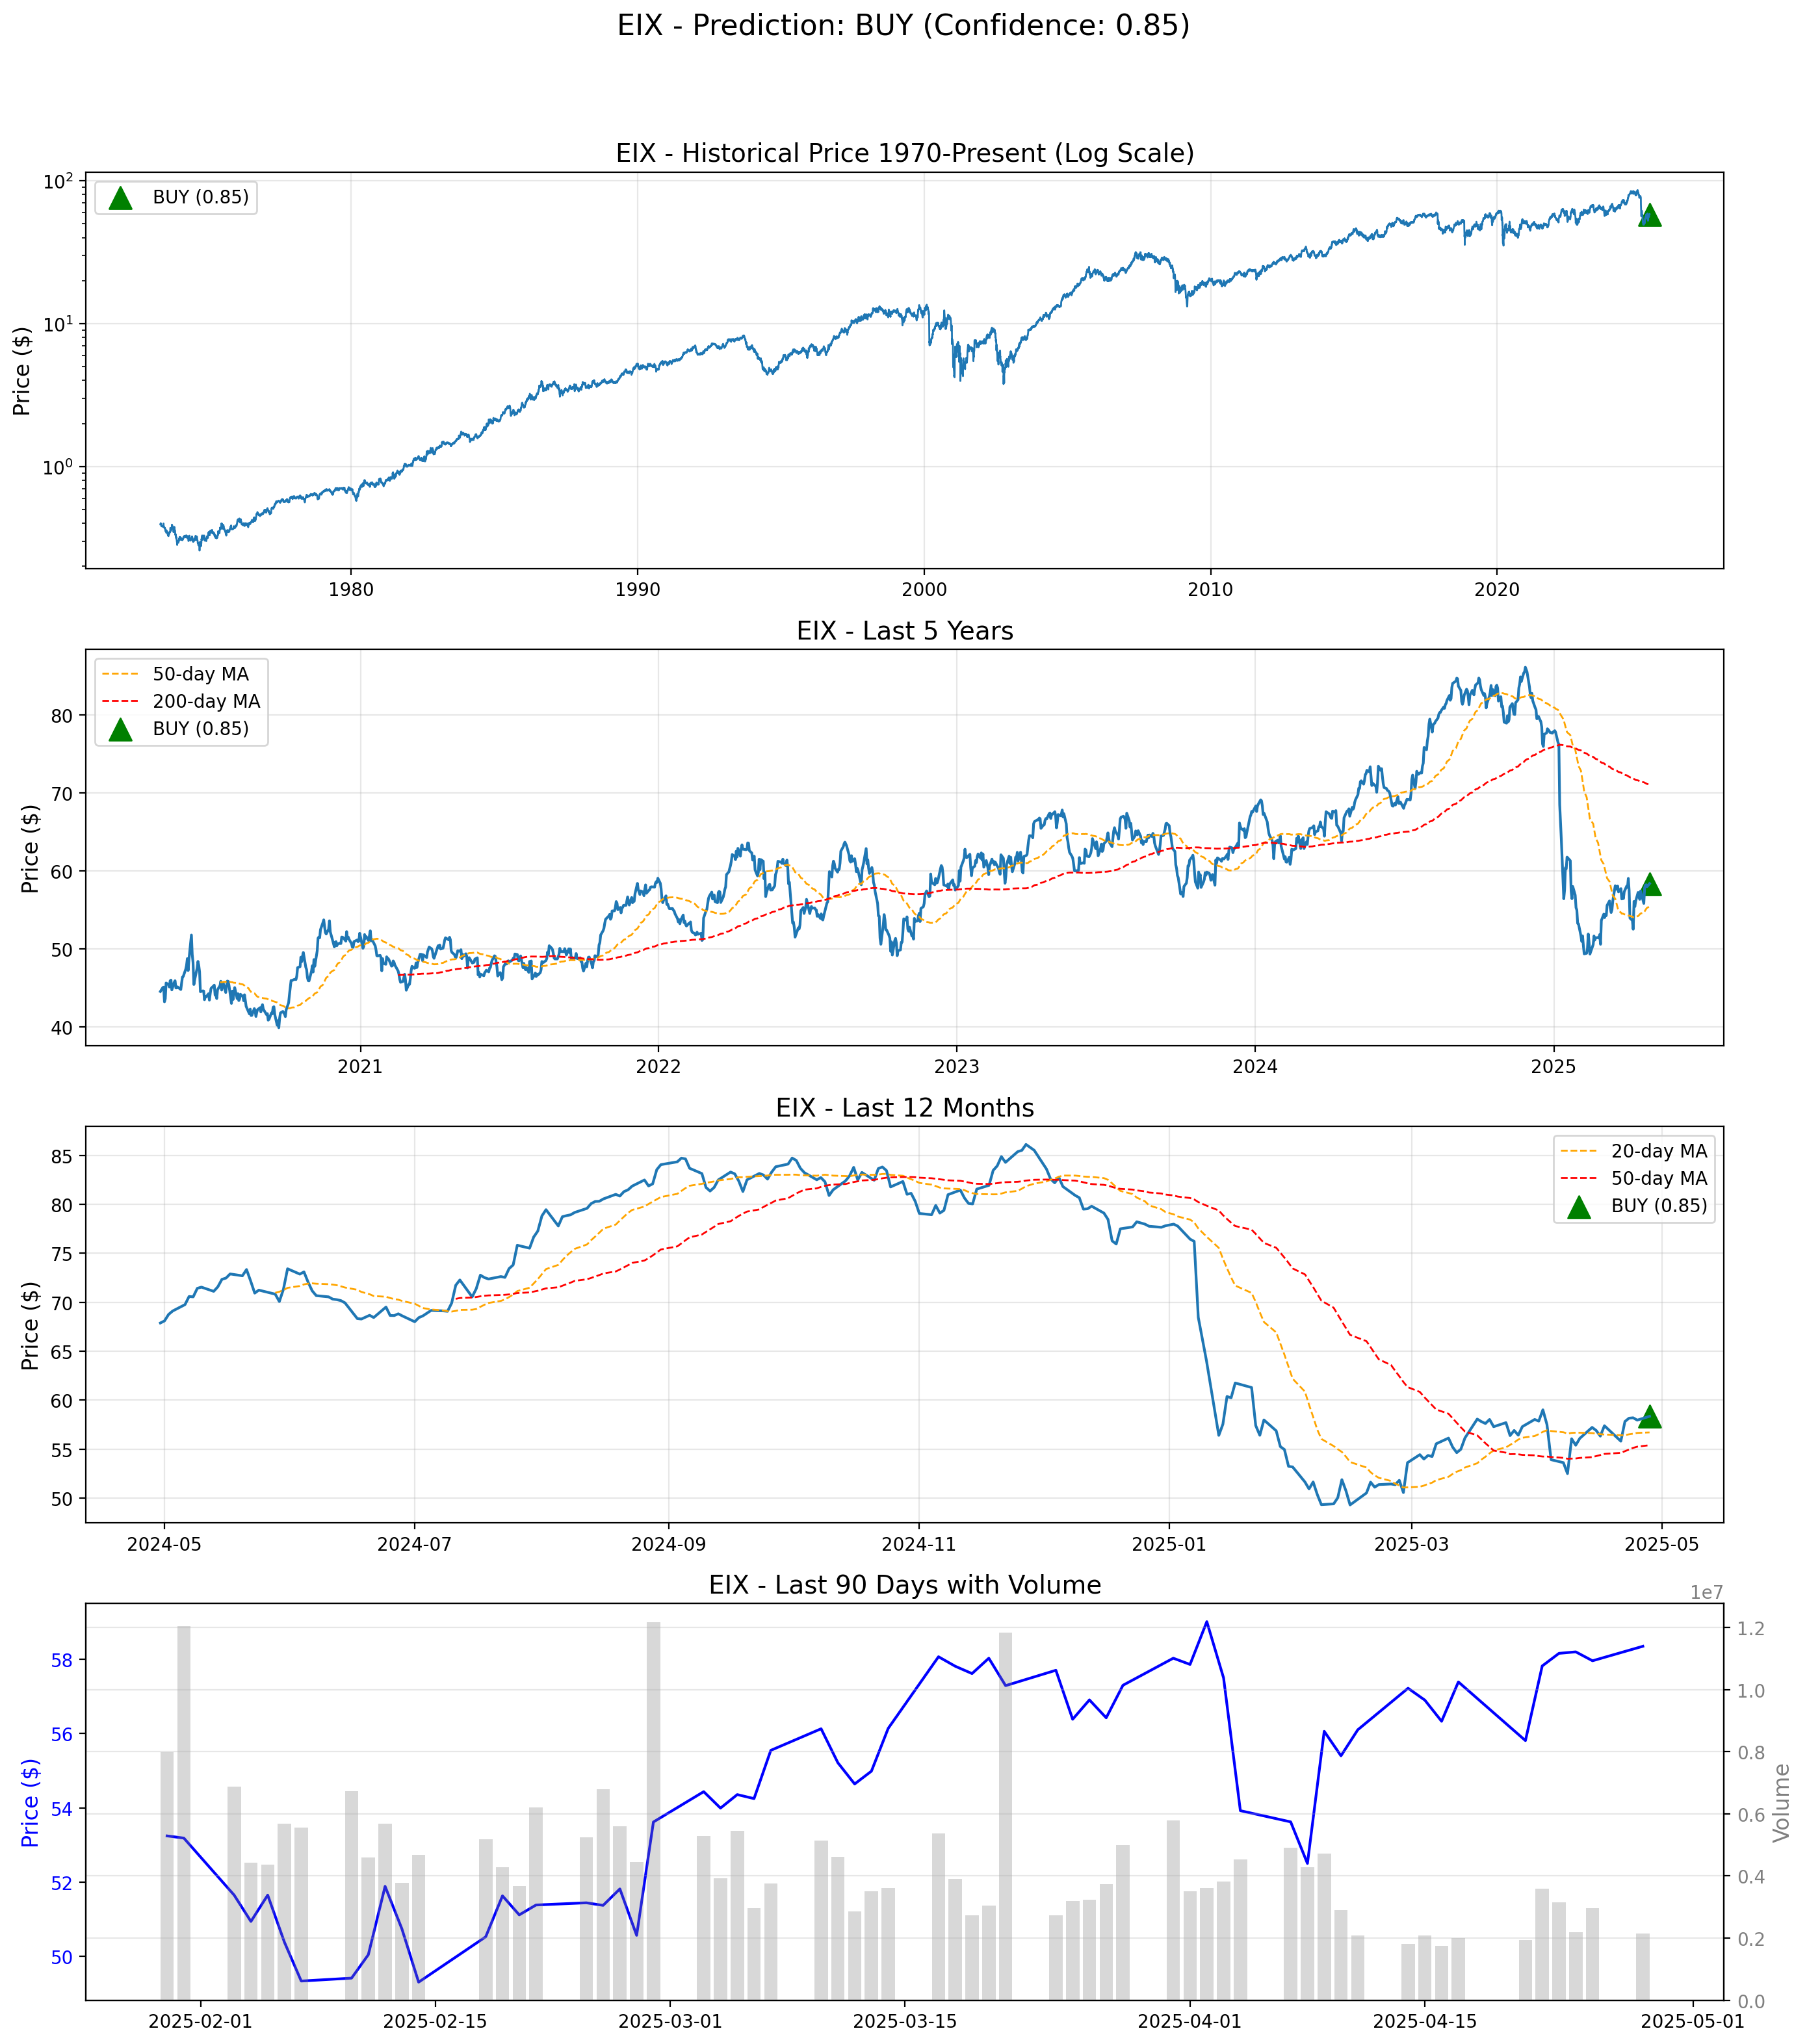 EIX - Prediction: BUY (Confidence: 0.85)
EIX - Historical Price 1970-Present (Log Scale)
BUY (0.85)
Price ($)
10²
10¹
10⁰
1980 1990 2000 2010 2020
EIX - Last 5 Years
50-day MA
200-day MA
BUY (0.85)
Price ($)
80
70
60
50
40
2021 2022 2023 2024 2025
EIX - Last 12 Months
20-day MA
50-day MA
BUY (0.85)
Price ($)
85
80
75
70
65
60
55
50
2024-05 2024-07 2024-09 2024-11 2025-01 2025-03 2025-05
EIX - Last 90 Days with Volume
1e7
Price ($)
58
56
54
52
50
1.2
1.0
0.8
0.6
0.4
0.2
0.0
Volume
2025-02-01 2025-02-15 2025-03-01 2025-03-15 2025-04-01 2025-04-15 2025-05-01